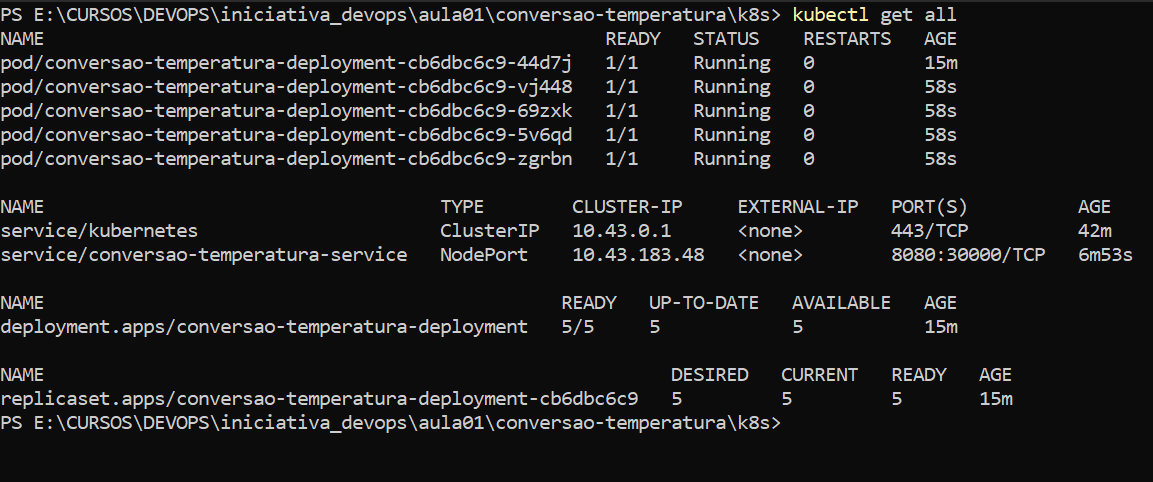 PS E:\CURSOS\DEVOPS\iniciativa_devops\aula01\conversao-temperatura\k8s> kubectl get all
NAME READY STATUS RESTARTS AGE
pod/conversao-temperatura-deployment-cb6dbc6c9-44d7j 1/1 Running 0 15m
pod/conversao-temperatura-deployment-cb6dbc6c9-vj448 1/1 Running 0 58s
pod/conversao-temperatura-deployment-cb6dbc6c9-69zxk 1/1 Running 0 58s
pod/conversao-temperatura-deployment-cb6dbc6c9-5v6qd 1/1 Running 0 58s
pod/conversao-temperatura-deployment-cb6dbc6c9-zgrbn 1/1 Running 0 58s
NAME TYPE CLUSTER-IP EXTERNAL-IP PORT(S) AGE
service/kubernetes ClusterIP 10.43.0.1 <none> 443/TCP 42m
service/conversao-temperatura-service NodePort 10.43.183.48 <none> 8080:30000/TCP 6m53s
NAME READY UP-TO-DATE AVAILABLE AGE
deployment.apps/conversao-temperatura-deployment 5/5 5 5 15m
NAME DESIRED CURRENT READY AGE
replicaset.apps/conversao-temperatura-deployment-cb6dbc6c9 5 5 5 15m
PS E:\CURSOS\DEVOPS\iniciativa_devops\aula01\conversao-temperatura\k8s>